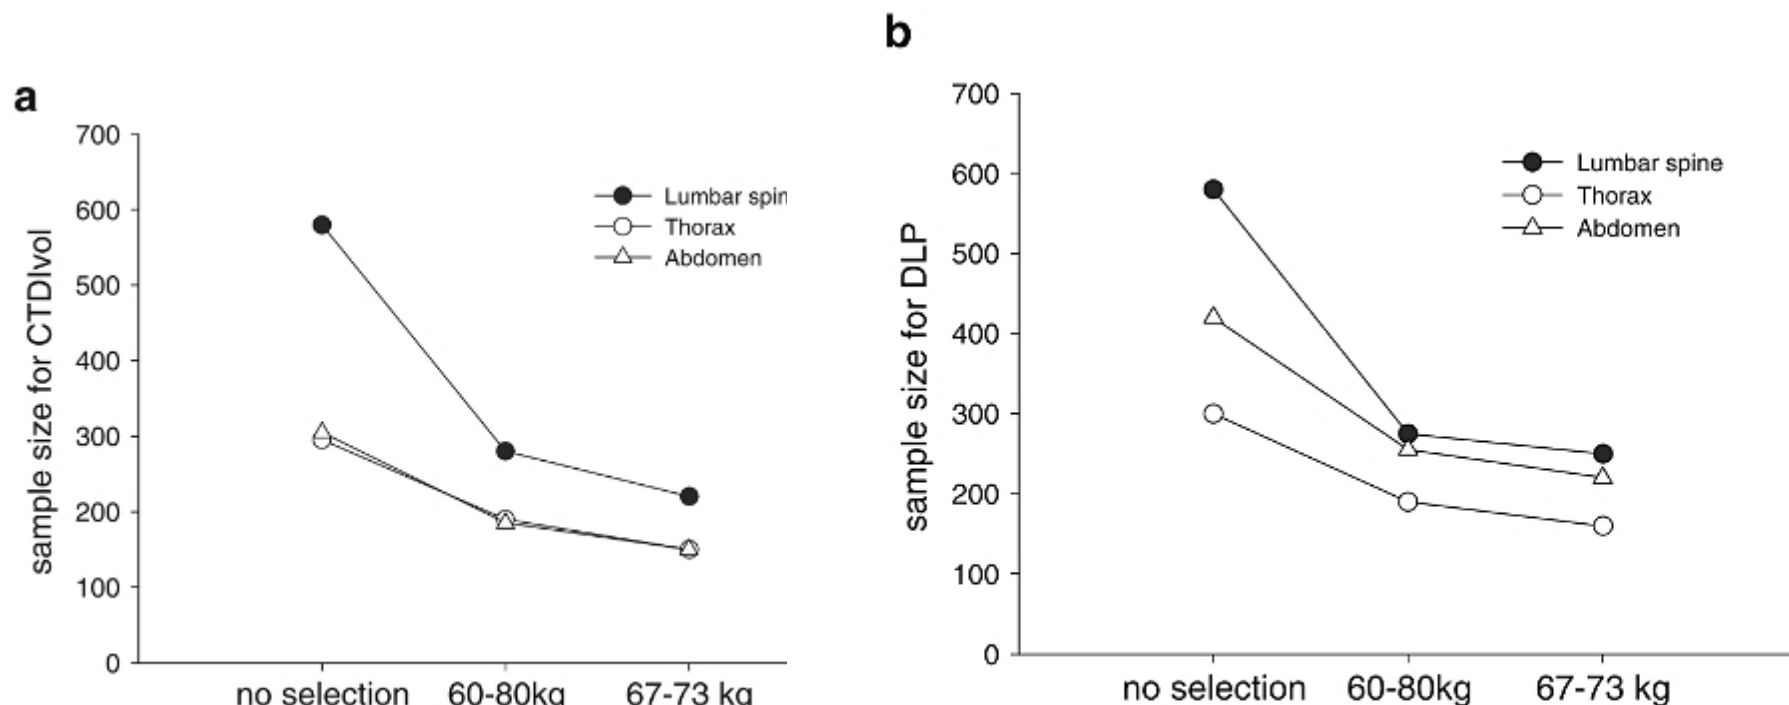 a
700
600
500
400
300
200
100
0
sample size for CTDIvol
Lumbar spin
Thorax
Abdomen
no selection 60-80kg 67-73 kg
b
700
600
500
400
300
200
100
0
sample size for DLP
Lumbar spine
Thorax
Abdomen
no selection 60-80kg 67-73 kg